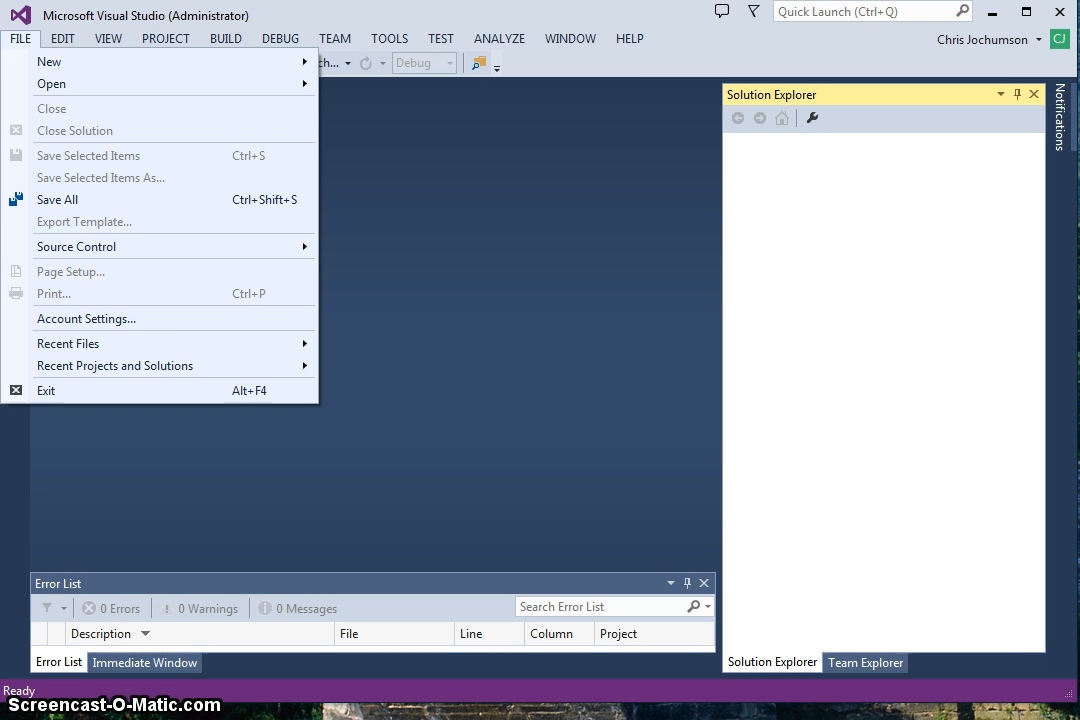 Microsoft Visual Studio (Administrator)
Quick Launch (Ctrl+Q)
FILE EDIT VIEW PROJECT BUILD DEBUG TEAM TOOLS TEST ANALYZE WINDOW HELP
Chris Jochumson CJ
ch... Debug
New
Open
Close
Close Solution
Save Selected Items Ctrl+S
Save Selected Items As...
Save All Ctrl+Shift+S
Export Template...
Source Control
Page Setup...
Print... Ctrl+P
Account Settings...
Recent Files
Recent Projects and Solutions
Exit Alt+F4
Solution Explorer
Notifications
Error List
0 Errors 0 Warnings 0 Messages Search Error List
Description File Line Column Project
Error List Immediate Window
Solution Explorer Team Explorer
Ready
Screencast-O-Matic.com